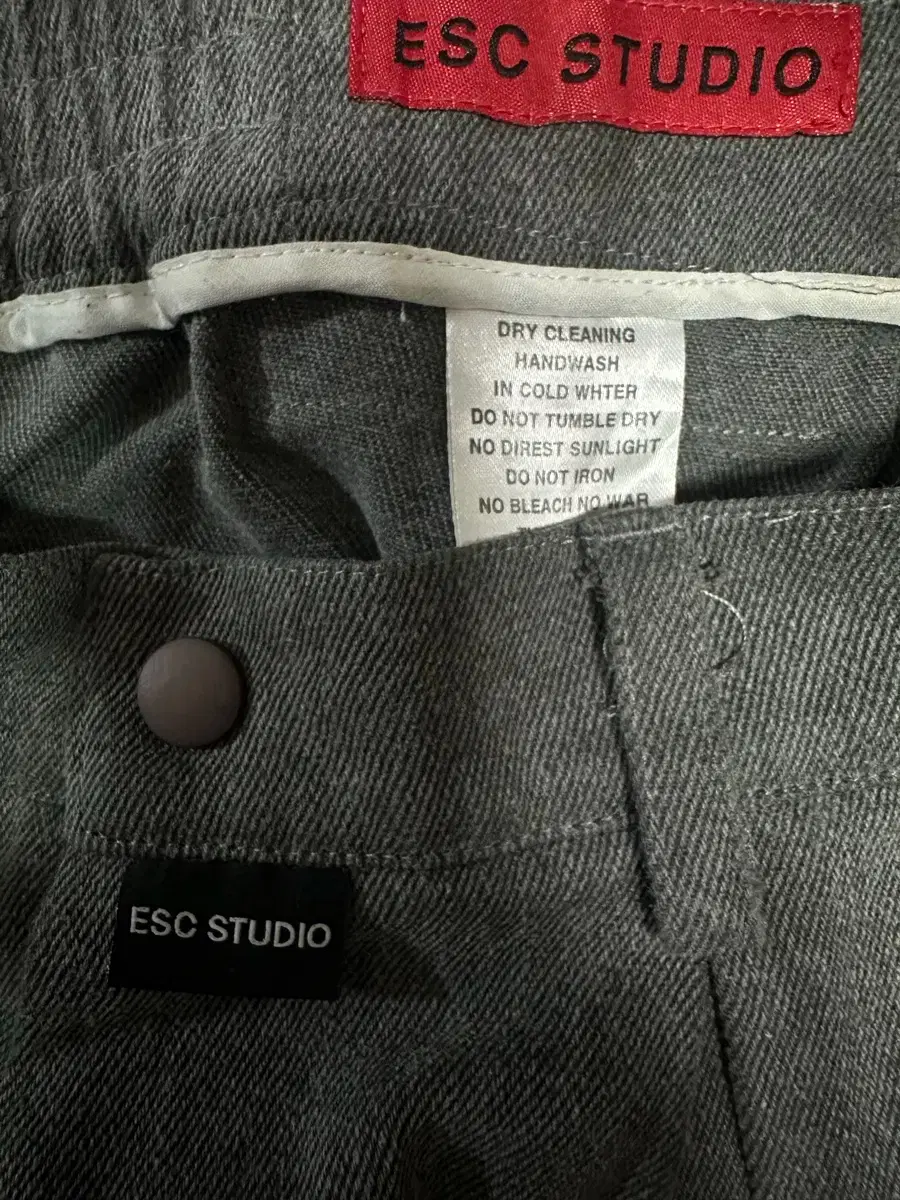 ESC STUDIO
DRY CLEANING
HANDWASH
IN COLD WHTER
DO NOT TUMBLE DRY
NO DIREST SUNLIGHT
DO NOT IRON
NO BLEACH NO WAR
ESC STUDIO